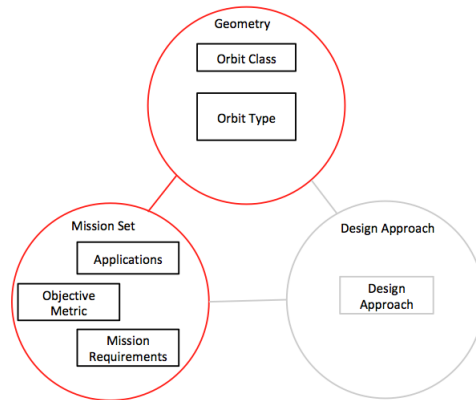 Geometry
Orbit Class
Orbit Type
Mission Set
Applications
Objective
Metric
Mission
Requirements
Design Approach
Design
Approach